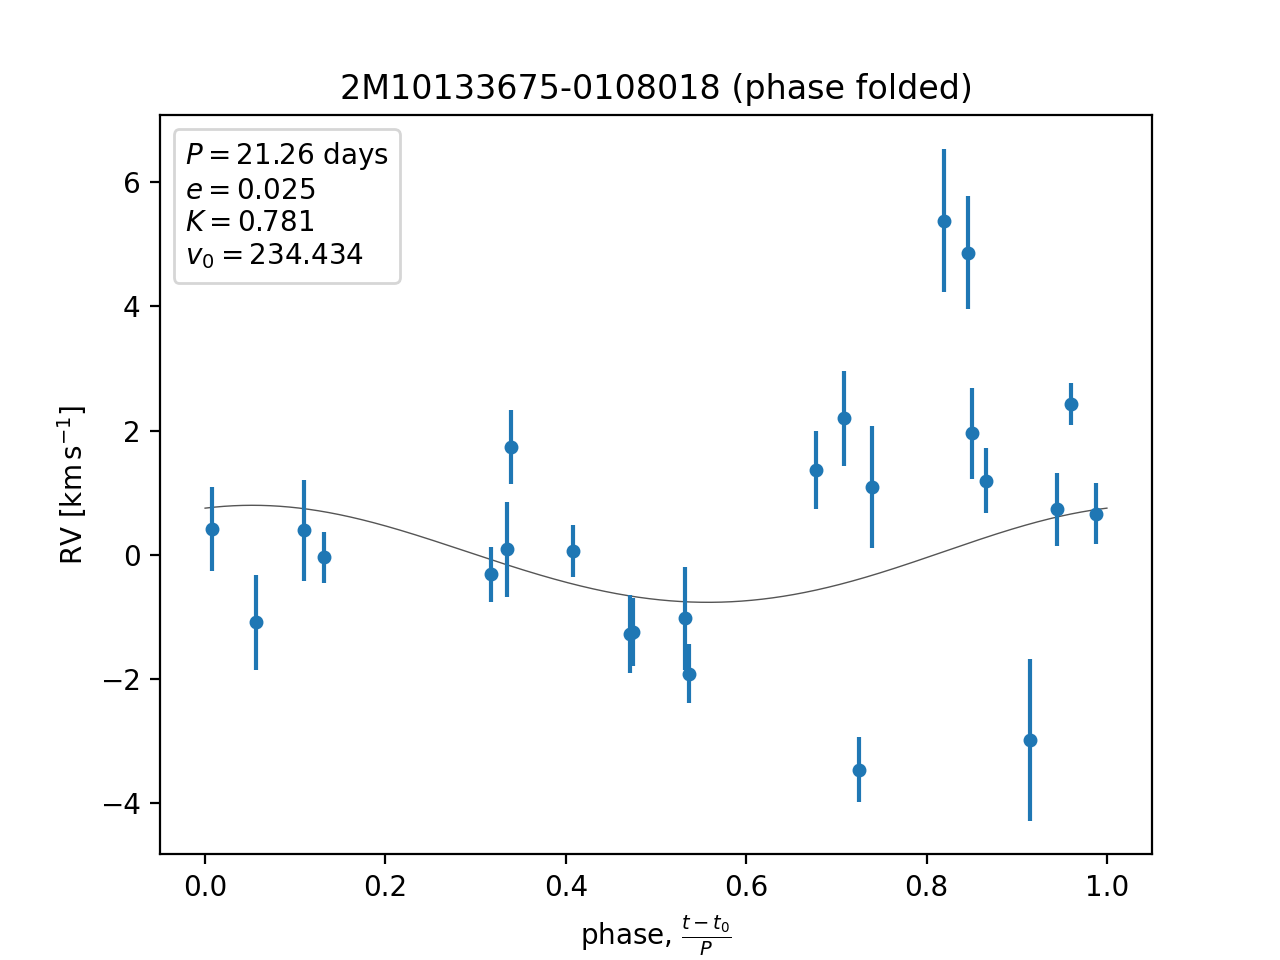 2M10133675-0108018 (phase folded)
P = 21.26 days
e = 0.025
K = 0.781
v₀ = 234.434
6
4
2
0
−2
−4
RV [km s⁻¹]
0.0 0.2 0.4 0.6 0.8 1.0
phase, (t − t₀)/P